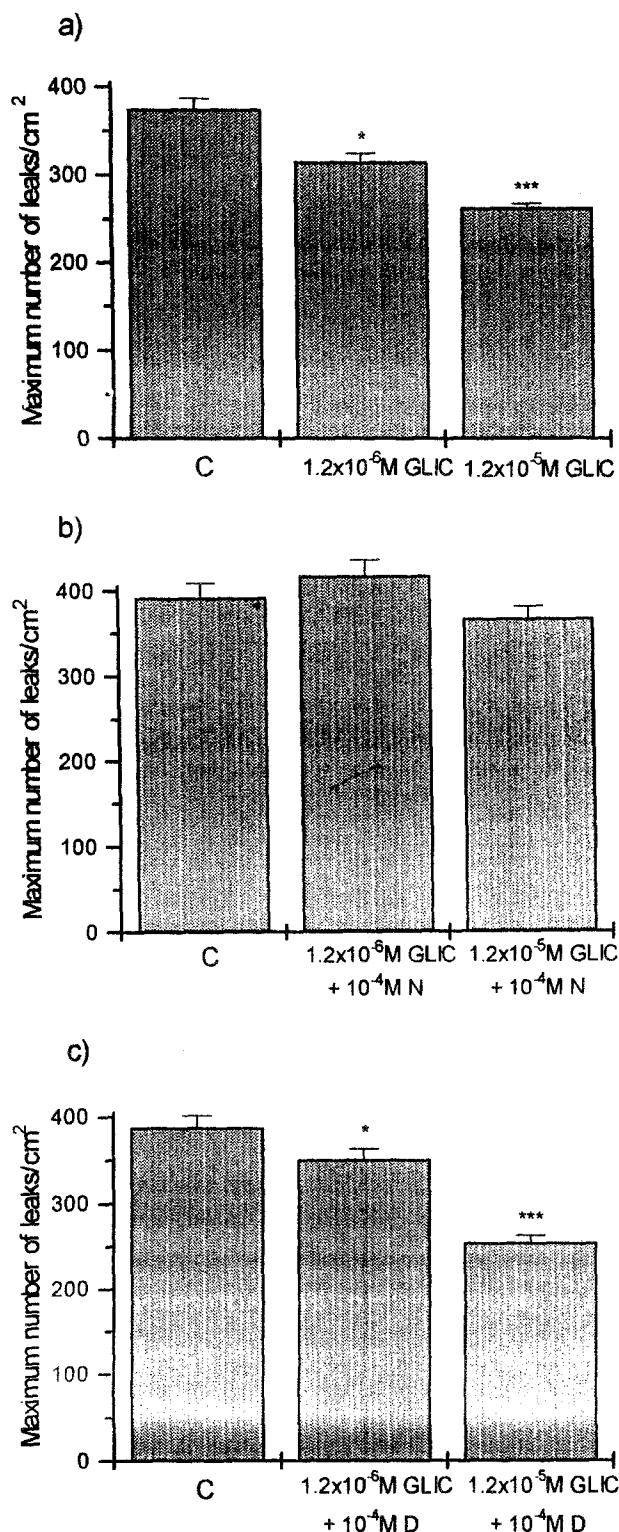 a)
Maximum number of leaks/cm²
400
300
200
100
0
*
***
C
1.2x10⁻⁶M GLIC
1.2x10⁻⁵M GLIC
b)
Maximum number of leaks/cm²
400
300
200
100
0
C
1.2x10⁻⁶M GLIC
+ 10⁻⁴M N
1.2x10⁻⁵M GLIC
+ 10⁻⁴M N
c)
Maximum number of leaks/cm²
400
300
200
100
0
*
***
C
1.2x10⁻⁶M GLIC
+ 10⁻⁴M D
1.2x10⁻⁵M GLIC
+ 10⁻⁴M D